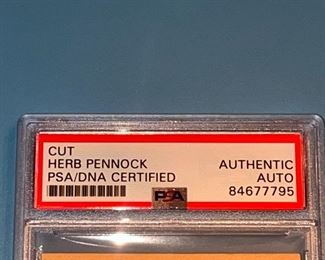 CUT
HERB PENNOCK AUTHENTIC
PSA/DNA CERTIFIED AUTO
PSA 84677795